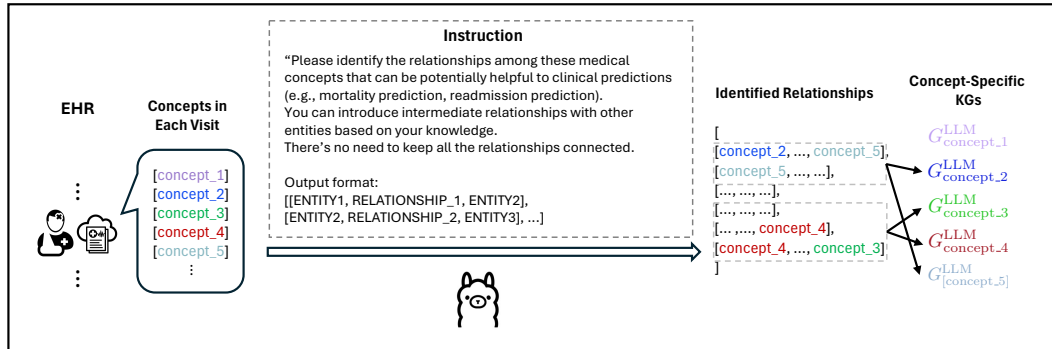 EHR
Concepts in
Each Visit
[concept_1]
[concept_2]
[concept_3]
[concept_4]
[concept_5]
⋮
Instruction
“Please identify the relationships among these medical
concepts that can be potentially helpful to clinical predictions
(e.g., mortality prediction, readmission prediction).
You can introduce intermediate relationships with other
entities based on your knowledge.
There’s no need to keep all the relationships connected.
Output format:
[[ENTITY1, RELATIONSHIP_1, ENTITY2],
[ENTITY2, RELATIONSHIP_2, ENTITY3], ...]
Identified Relationships
[
[concept_2, ..., concept_5],
[concept_5, ..., ...],
[..., ..., ...],
[..., ..., ...],
[... ,..., concept_4],
[concept_4, ..., concept_3]
]
Concept-Specific
KGs
G^LLM_concept_1
G^LLM_concept_2
G^LLM_concept_3
G^LLM_concept_4
G^LLM_[concept_5]